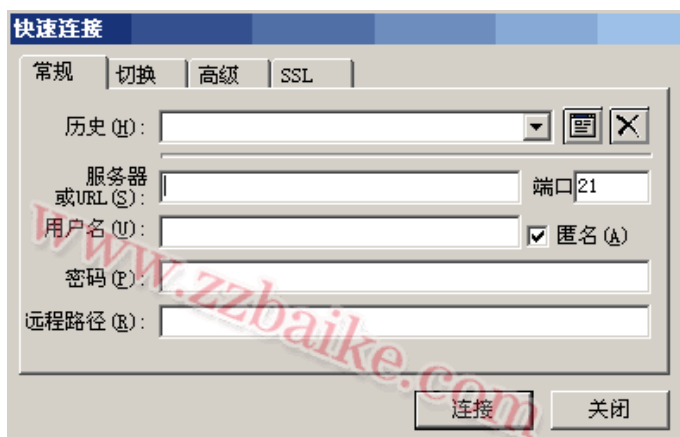 快速连接
常规 切换 高级 SSL
历史(H):
服务器
或URL(S): 端口21
用户名(U): 匿名(A)
密码(P):
远程路径(R):
连接 关闭
www.zzbaike.com